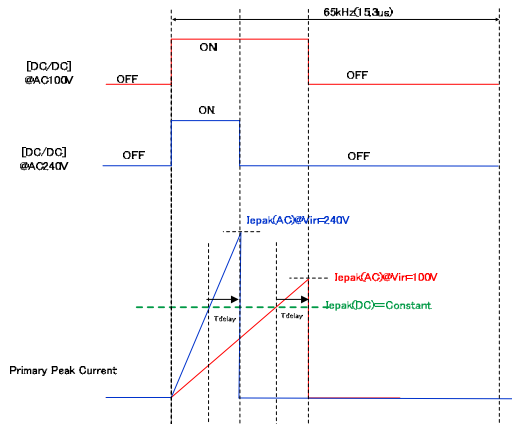 65kHz(15.3us)
ON
[DC/DC]
@AC100V
OFF
OFF
ON
[DC/DC]
@AC240V
OFF
OFF
Iepak(AC)@Vin=240V
Iepak(AC)@Vin=100V
Iepak(DC)=Constant
Tdelay
Tdelay
Primary Peak Current